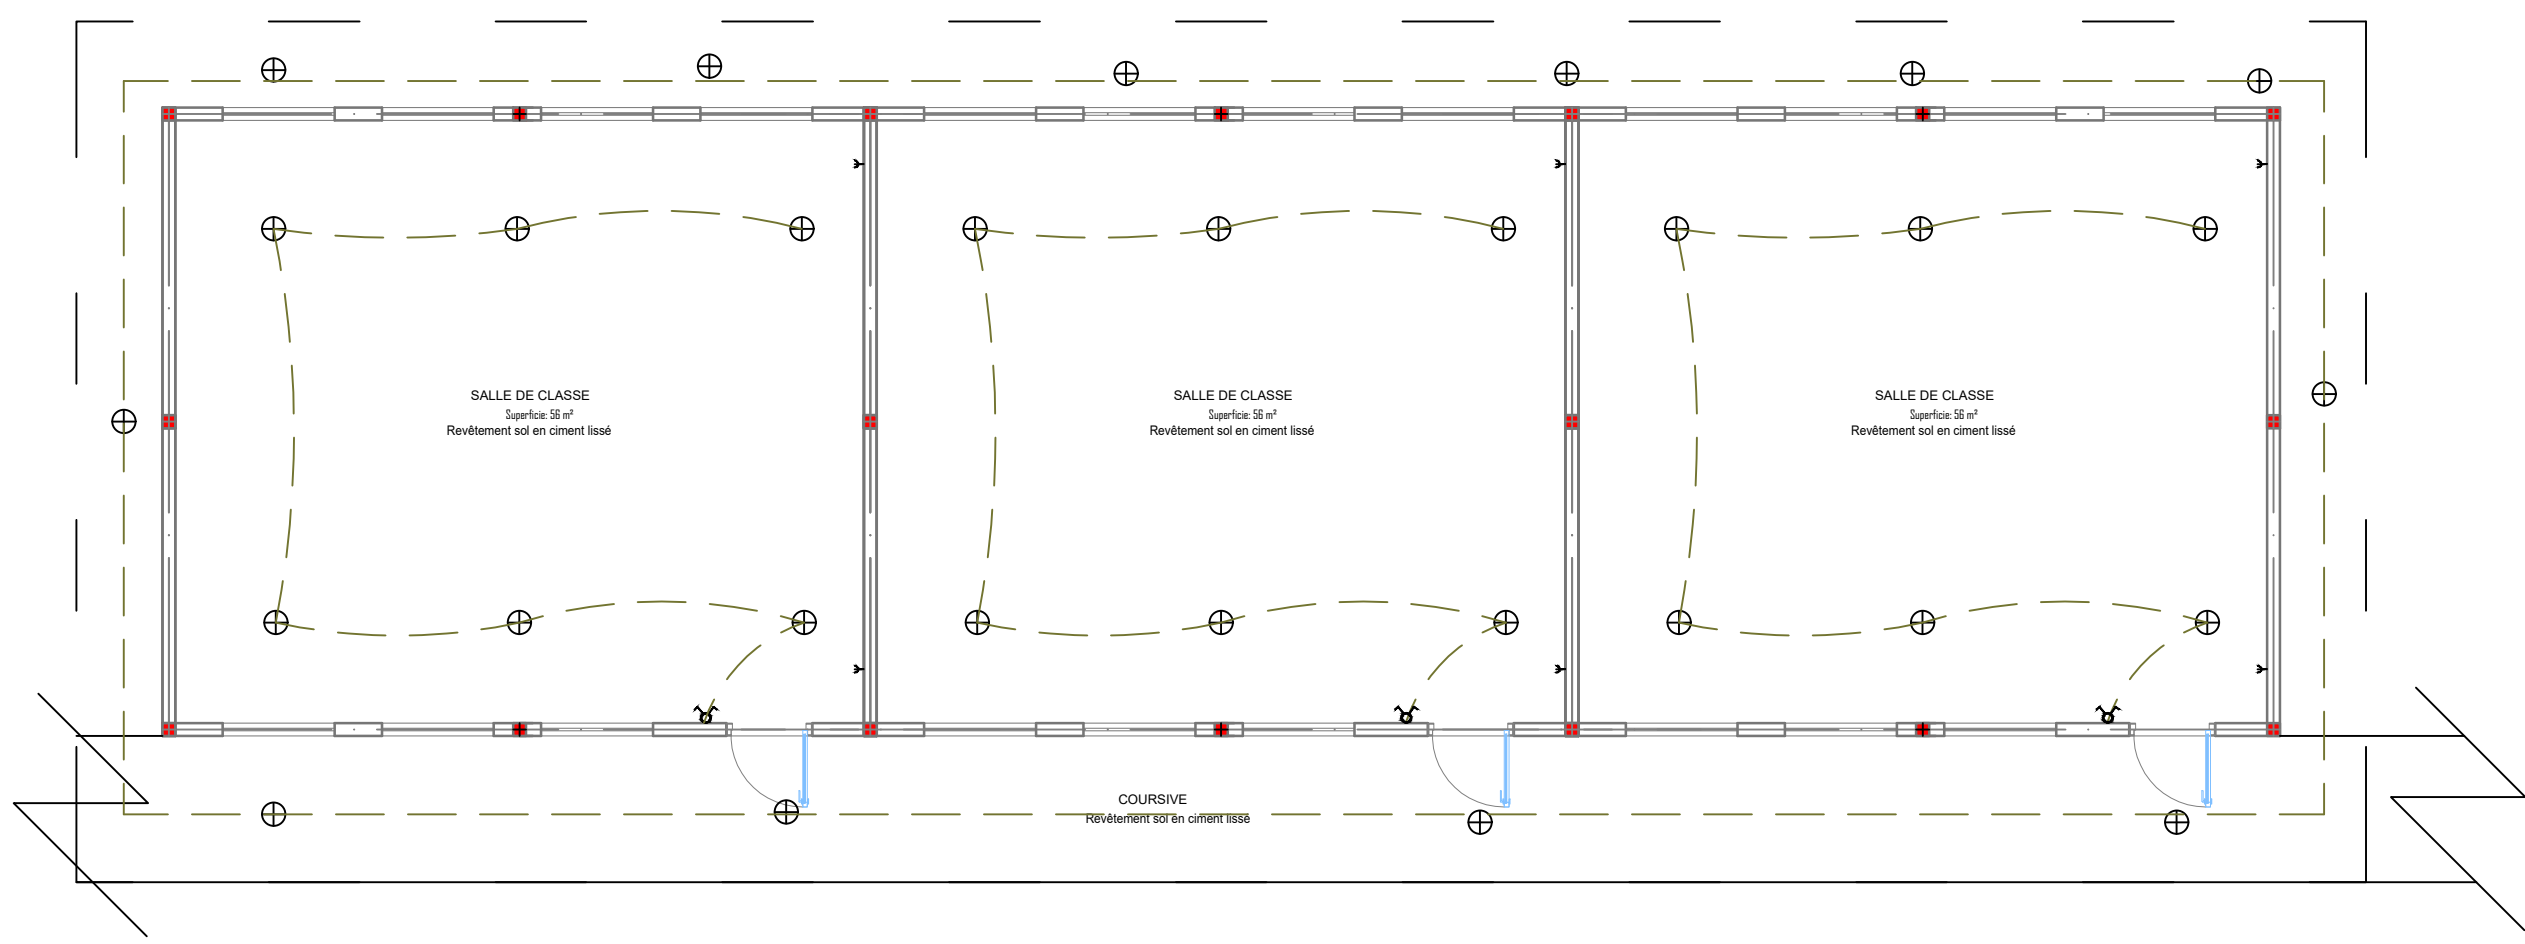 SALLE DE CLASSE
Superficie: 56 m²
Revêtement sol en ciment lissé
SALLE DE CLASSE
Superficie: 56 m²
Revêtement sol en ciment lissé
SALLE DE CLASSE
Superficie: 56 m²
Revêtement sol en ciment lissé
COURSIVE
Revêtement sol en ciment lissé